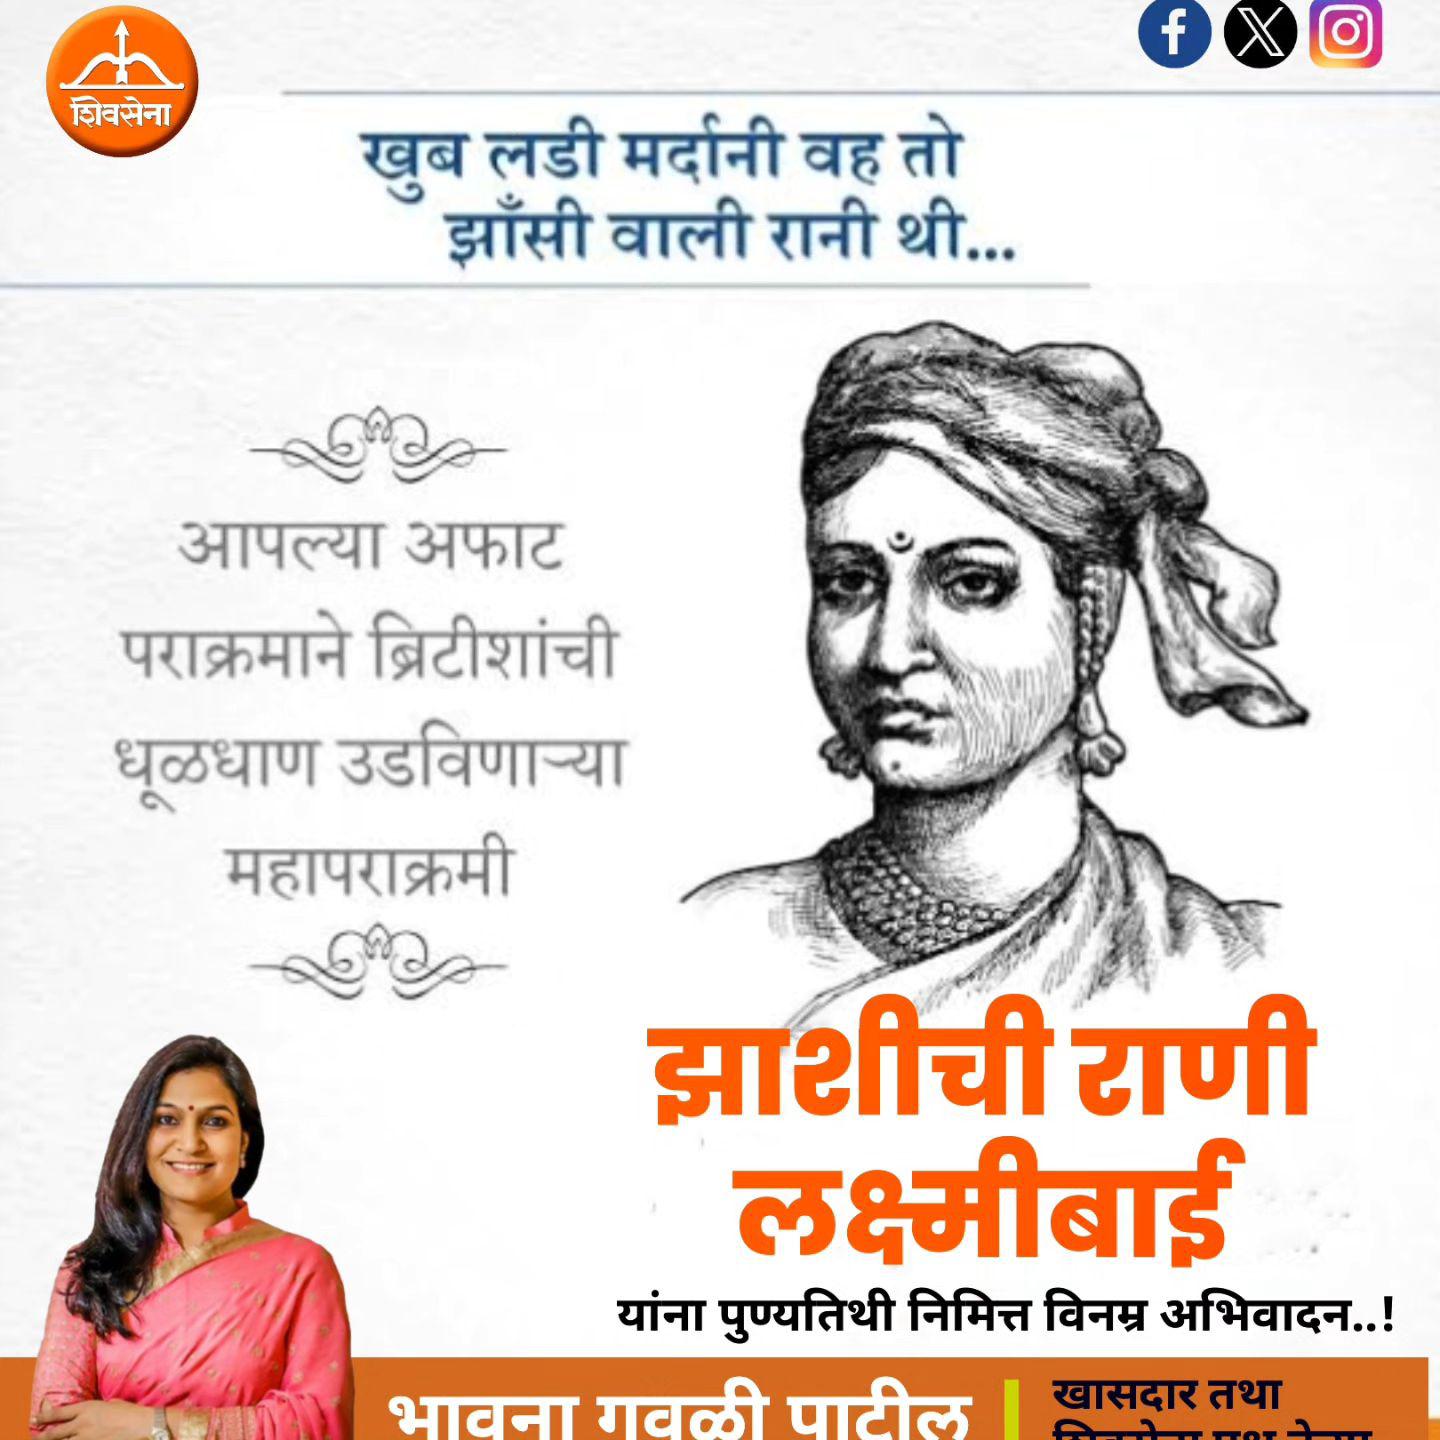 शिवसेना
खुब लडी मर्दानी वह तो
झाँसी वाली रानी थी...
आपल्या अफाट
पराक्रमाने ब्रिटीशांची
धूळधाण उडविणाऱ्या
महापराक्रमी
झाशीची राणी
लक्ष्मीबाई
यांना पुण्यतिथी निमित्त विनम्र अभिवादन..!
भावना गवळी पाटील
खासदार तथा